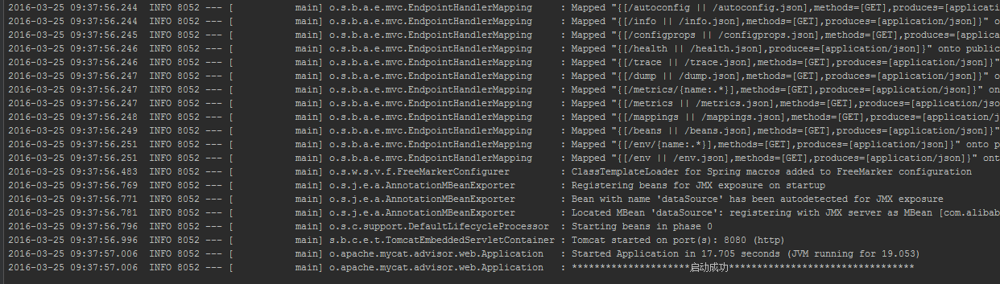 2016-03-25 09:37:56.244  INFO 8052 --- [           main] o.s.b.a.e.mvc.EndpointHandlerMapping     : Mapped "{[/autoconfig || /autoconfig.json],methods=[GET],produces=[applicati
2016-03-25 09:37:56.244  INFO 8052 --- [           main] o.s.b.a.e.mvc.EndpointHandlerMapping     : Mapped "{[/info || /info.json],methods=[GET],produces=[application/json]}" o
2016-03-25 09:37:56.245  INFO 8052 --- [           main] o.s.b.a.e.mvc.EndpointHandlerMapping     : Mapped "{[/configprops || /configprops.json],methods=[GET],produces=[applica
2016-03-25 09:37:56.246  INFO 8052 --- [           main] o.s.b.a.e.mvc.EndpointHandlerMapping     : Mapped "{[/health || /health.json],methods=[GET],produces=[application/json]}" onto public
2016-03-25 09:37:56.246  INFO 8052 --- [           main] o.s.b.a.e.mvc.EndpointHandlerMapping     : Mapped "{[/trace || /trace.json],methods=[GET],produces=[application/json]}"
2016-03-25 09:37:56.247  INFO 8052 --- [           main] o.s.b.a.e.mvc.EndpointHandlerMapping     : Mapped "{[/dump || /dump.json],methods=[GET],produces=[application/json]}" o
2016-03-25 09:37:56.247  INFO 8052 --- [           main] o.s.b.a.e.mvc.EndpointHandlerMapping     : Mapped "{[/metrics/{name:.*}],methods=[GET],produces=[application/json]}" on
2016-03-25 09:37:56.247  INFO 8052 --- [           main] o.s.b.a.e.mvc.EndpointHandlerMapping     : Mapped "{[/metrics || /metrics.json],methods=[GET],produces=[application/jso
2016-03-25 09:37:56.248  INFO 8052 --- [           main] o.s.b.a.e.mvc.EndpointHandlerMapping     : Mapped "{[/mappings || /mappings.json],methods=[GET],produces=[application/j
2016-03-25 09:37:56.249  INFO 8052 --- [           main] o.s.b.a.e.mvc.EndpointHandlerMapping     : Mapped "{[/beans || /beans.json],methods=[GET],produces=[application/json]}"
2016-03-25 09:37:56.251  INFO 8052 --- [           main] o.s.b.a.e.mvc.EndpointHandlerMapping     : Mapped "{[/env/{name:.*}],methods=[GET],produces=[application/json]}" onto p
2016-03-25 09:37:56.251  INFO 8052 --- [           main] o.s.b.a.e.mvc.EndpointHandlerMapping     : Mapped "{[/env || /env.json],methods=[GET],produces=[application/json]}" ont
2016-03-25 09:37:56.483  INFO 8052 --- [           main] o.s.w.s.v.f.FreeMarkerConfigurer         : ClassTemplateLoader for Spring macros added to FreeMarker configuration
2016-03-25 09:37:56.769  INFO 8052 --- [           main] o.s.j.e.a.AnnotationMBeanExporter        : Registering beans for JMX exposure on startup
2016-03-25 09:37:56.771  INFO 8052 --- [           main] o.s.j.e.a.AnnotationMBeanExporter        : Bean with name 'dataSource' has been autodetected for JMX exposure
2016-03-25 09:37:56.781  INFO 8052 --- [           main] o.s.j.e.a.AnnotationMBeanExporter        : Located MBean 'dataSource': registering with JMX server as MBean [com.alibab
2016-03-25 09:37:56.796  INFO 8052 --- [           main] o.s.c.support.DefaultLifecycleProcessor  : Starting beans in phase 0
2016-03-25 09:37:56.996  INFO 8052 --- [           main] s.b.c.e.t.TomcatEmbeddedServletContainer : Tomcat started on port(s): 8080 (http)
2016-03-25 09:37:57.006  INFO 8052 --- [           main] o.apache.mycat.advisor.web.Application   : Started Application in 17.705 seconds (JVM running for 19.053)
2016-03-25 09:37:57.006  INFO 8052 --- [           main] o.apache.mycat.advisor.web.Application   : *********************启动成功*********************************